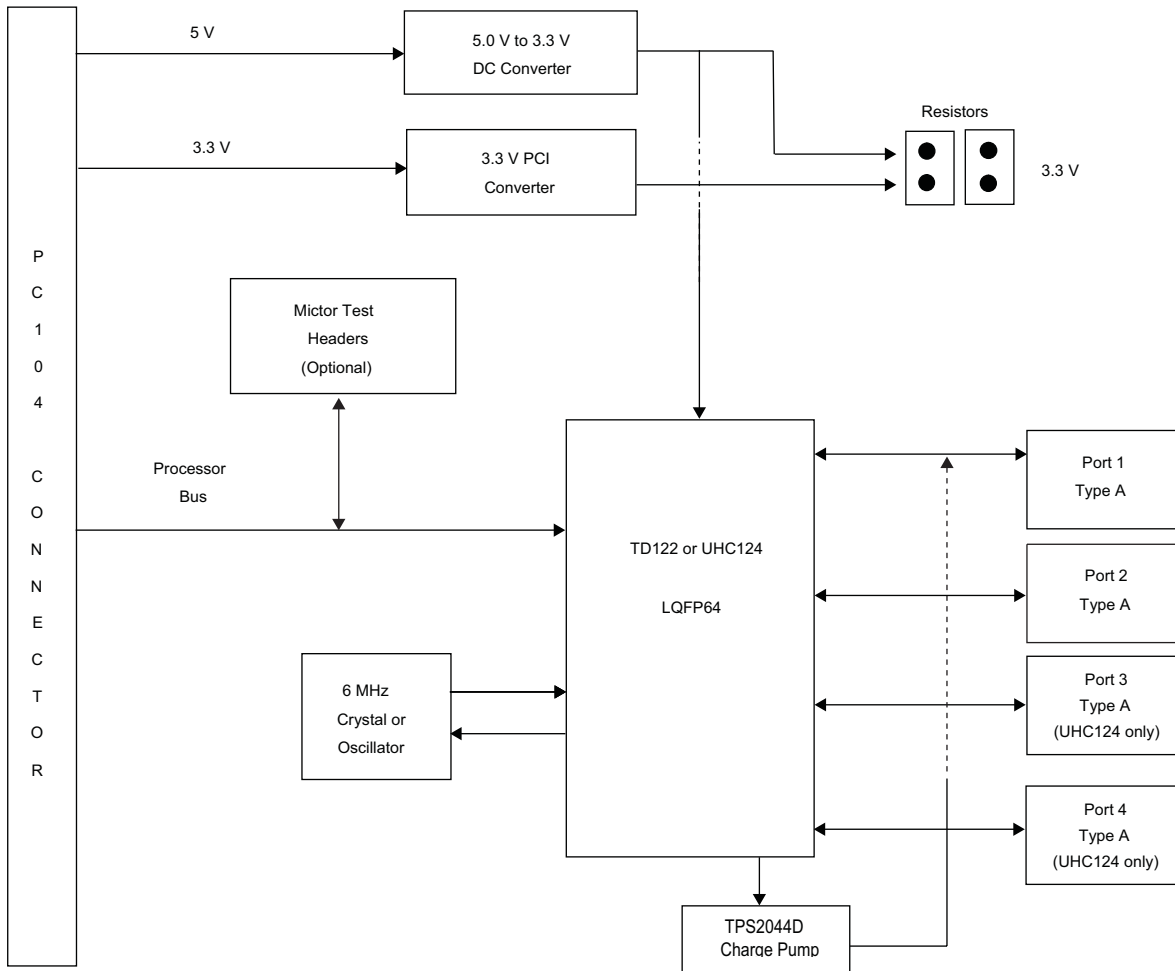 5 V
5.0 V to 3.3 V
DC Converter
Resistors
3.3 V
3.3 V PCI
Converter
3.3 V
P
C
1
0
4
C
O
N
N
E
C
T
O
R
Mictor Test
Headers
(Optional)
Processor
Bus
TD122 or UHC124
LQFP64
Port 1
Type A
Port 2
Type A
6 MHz
Crystal or
Oscillator
Port 3
Type A
(UHC124 only)
Port 4
Type A
(UHC124 only)
TPS2044D
Charge Pump